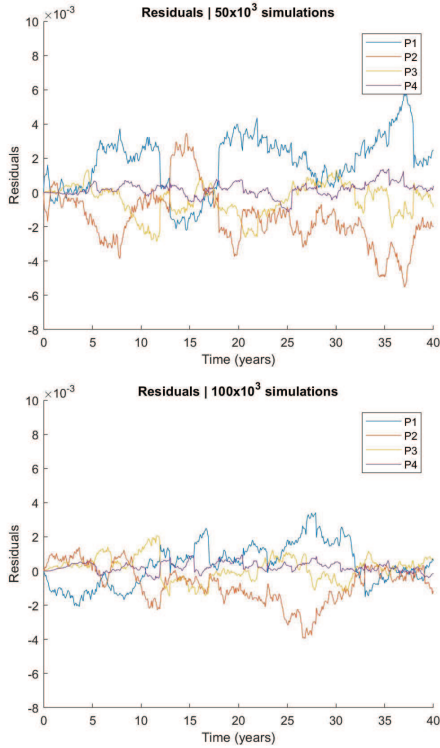 Residuals | 50x10³ simulations
×10⁻³
10
8
6
4
2
0
-2
-4
-6
-8
Residuals
P1
P2
P3
P4
0 5 10 15 20 25 30 35 40
Time (years)
Residuals | 100x10³ simulations
×10⁻³
10
8
6
4
2
0
-2
-4
-6
-8
Residuals
P1
P2
P3
P4
0 5 10 15 20 25 30 35 40
Time (years)